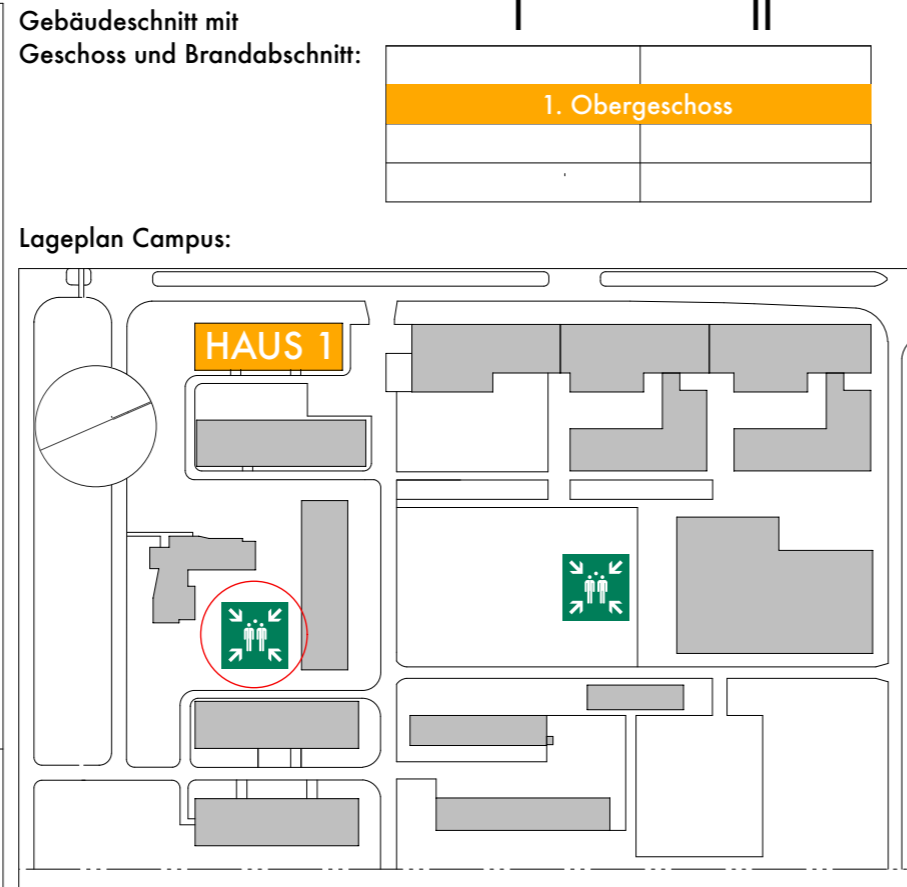 Gebäudeschnitt mit
Geschoss und Brandabschnitt:
I II
1. Obergeschoss
Lageplan Campus:
HAUS 1